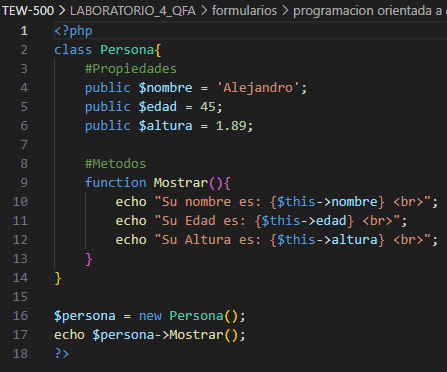 TEW-500 > LABORATORIO_4_QFA > formularios > programacion orientada a
1 <?php
2 class Persona{
3     #Propiedades
4     public $nombre = 'Alejandro';
5     public $edad = 45;
6     public $altura = 1.89;
7
8     #Metodos
9     function Mostrar(){
10         echo "Su nombre es: {$this->nombre} <br>";
11         echo "Su Edad es: {$this->edad} <br>";
12         echo "Su Altura es: {$this->altura} <br>";
13     }
14 }
15
16 $persona = new Persona();
17 echo $persona->Mostrar();
18 ?>